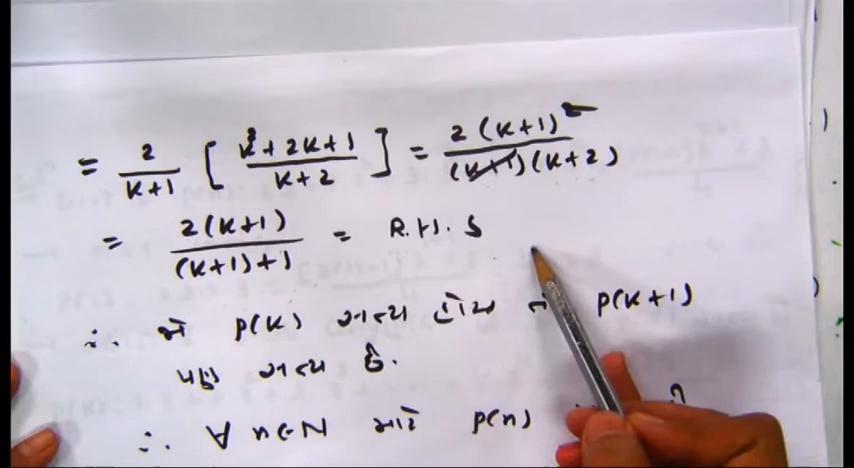 = 2/(k+1) [ (k²+2k+1)/(k+2) ] = 2(k+1)²/((k+1)(k+2))
= 2(k+1)/((k+1)+1) = R.H.S
∴ જો P(k) સત્ય હોય તો P(k+1)
પણ સત્ય છે.
∴ ∀ n∈N માટે P(n)